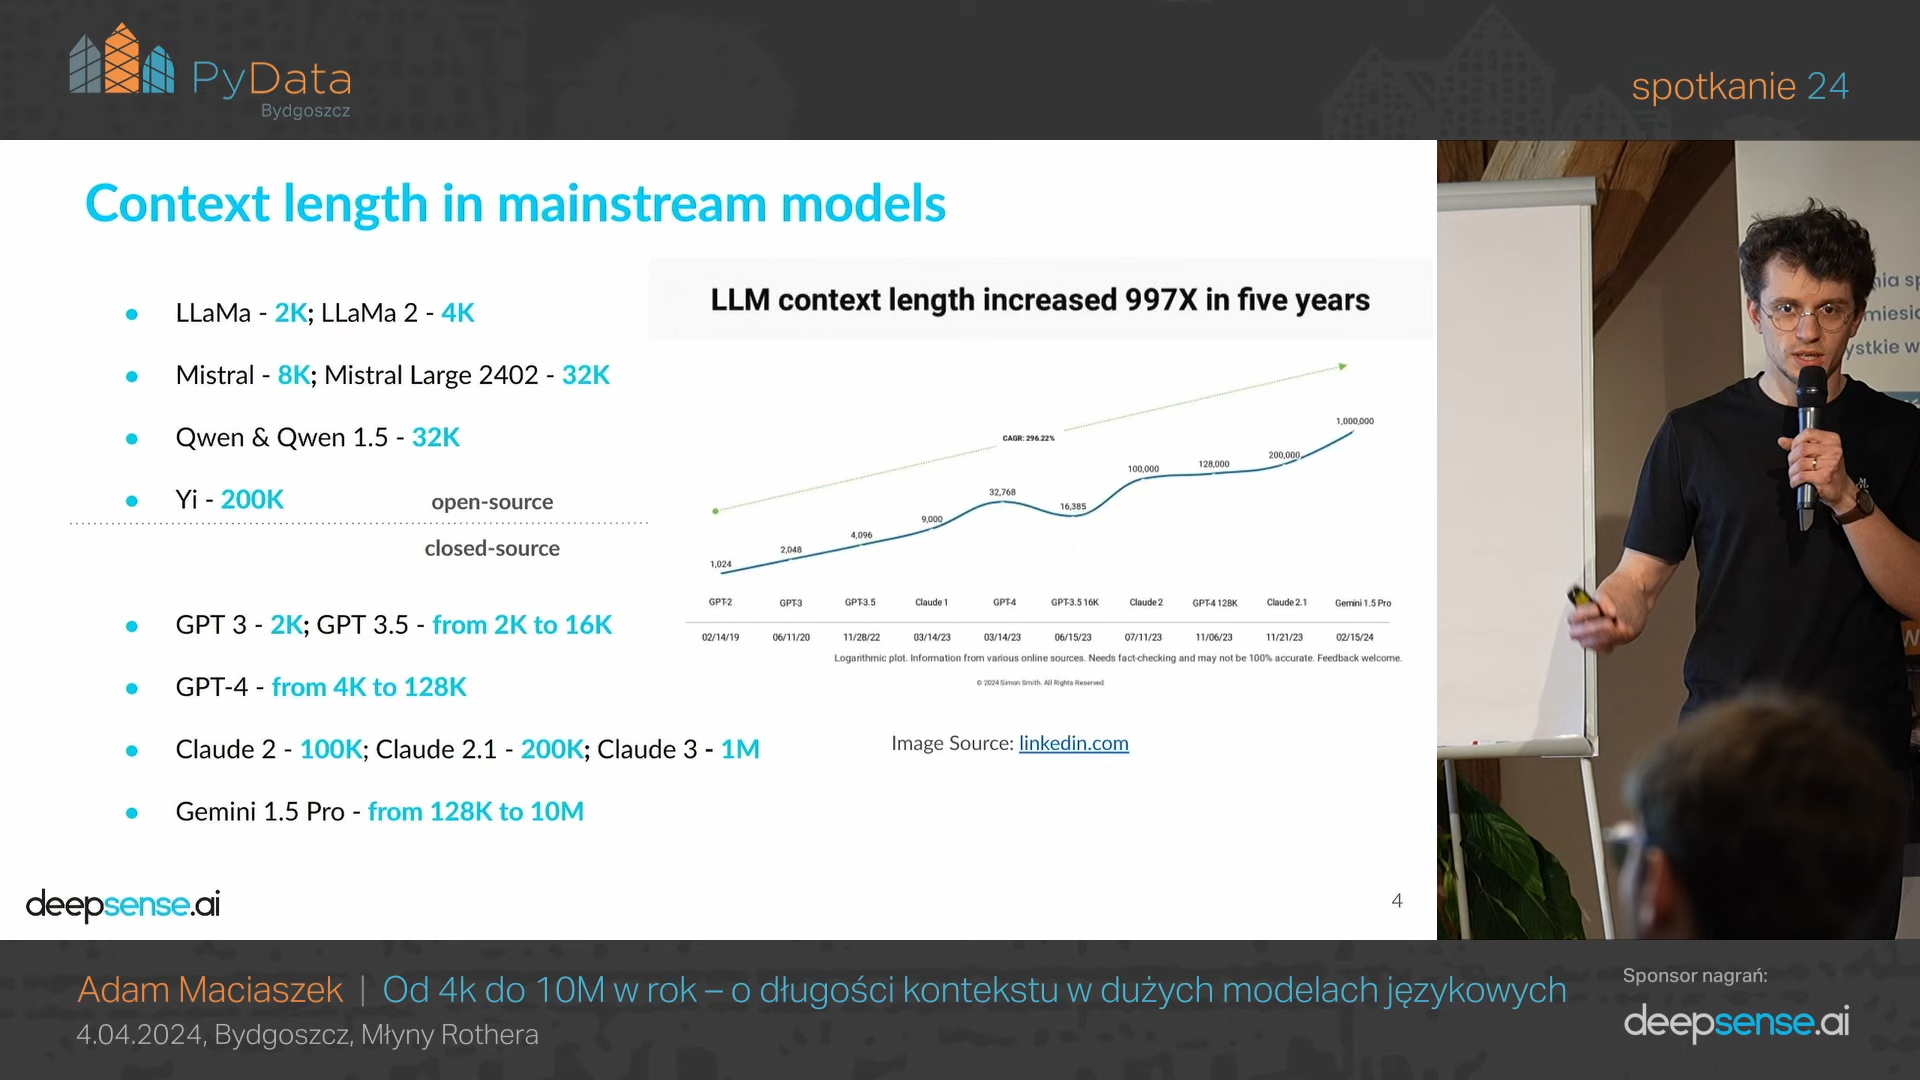 PyData
Bydgoszcz
spotkanie 24
Context length in mainstream models
LLaMa - 2K; LLaMa 2 - 4K
Mistral - 8K; Mistral Large 2402 - 32K
Qwen & Qwen 1.5 - 32K
Yi - 200K
open-source
closed-source
GPT 3 - 2K; GPT 3.5 - from 2K to 16K
GPT-4 - from 4K to 128K
Claude 2 - 100K; Claude 2.1 - 200K; Claude 3 - 1M
Gemini 1.5 Pro - from 128K to 10M
LLM context length increased 997X in five years
CAGR: 296.22%
1,024
2,048
4,096
9,000
32,768
16,385
100,000
128,000
200,000
1,000,000
GPT-2 GPT-3 GPT-3.5 Claude 1 GPT-4 GPT-3.5 16K Claude 2 GPT-4 128K Claude 2.1 Gemini 1.5 Pro
02/14/19 06/11/20 11/28/22 03/14/23 03/14/23 06/15/23 07/11/23 11/06/23 11/21/23 02/15/24
Logarithmic plot. Information from various online sources. Needs fact-checking and may not be 100% accurate. Feedback welcome.
© 2024 Simon Smith. All Rights Reserved.
Image Source: linkedin.com
deepsense.ai
4
Adam Maciaszek | Od 4k do 10M w rok – o długości kontekstu w dużych modelach językowych
4.04.2024, Bydgoszcz, Młyny Rothera
Sponsor nagrań:
deepsense.ai